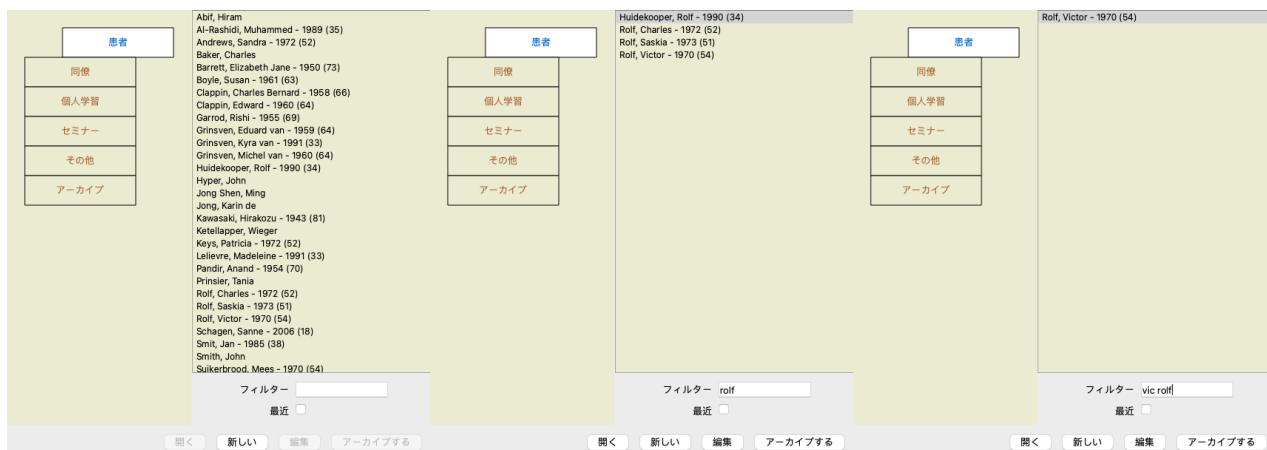 患者
同僚
個人学習
セミナー
その他
アーカイブ
Abif, Hiram
Al-Rashidi, Muhammed - 1989 (35)
Andrews, Sandra - 1972 (52)
Baker, Charles
Barrett, Elizabeth Jane - 1950 (73)
Boyle, Susan - 1961 (63)
Clappin, Charles Bernard - 1958 (66)
Clappin, Edward - 1960 (64)
Garrod, Rishi - 1955 (69)
Grinsven, Eduard van - 1959 (64)
Grinsven, Kyra van - 1991 (33)
Grinsven, Michel van - 1960 (64)
Huidekooper, Rolf - 1990 (34)
Hyper, John
Jong Shen, Ming
Jong, Karin de
Kawasaki, Hirakozu - 1943 (81)
Ketellapper, Wieger
Keys, Patricia - 1972 (52)
Lelievre, Madeleine - 1991 (33)
Pandir, Anand - 1954 (70)
Prinsier, Tania
Rolf, Charles - 1972 (52)
Rolf, Saskia - 1973 (51)
Rolf, Victor - 1970 (54)
Schagen, Sanne - 2006 (18)
Smit, Jan - 1985 (38)
Smith, John
Suikerbrood, Mees - 1970 (54)
フィルター
最近
開く 新しい 編集 アーカイブする
患者
同僚
個人学習
セミナー
その他
アーカイブ
Huidekooper, Rolf - 1990 (34)
Rolf, Charles - 1972 (52)
Rolf, Saskia - 1973 (51)
Rolf, Victor - 1970 (54)
フィルター rolf
最近
開く 新しい 編集 アーカイブする
患者
同僚
個人学習
セミナー
その他
アーカイブ
Rolf, Victor - 1970 (54)
フィルター vic rolf
最近
開く 新しい 編集 アーカイブする